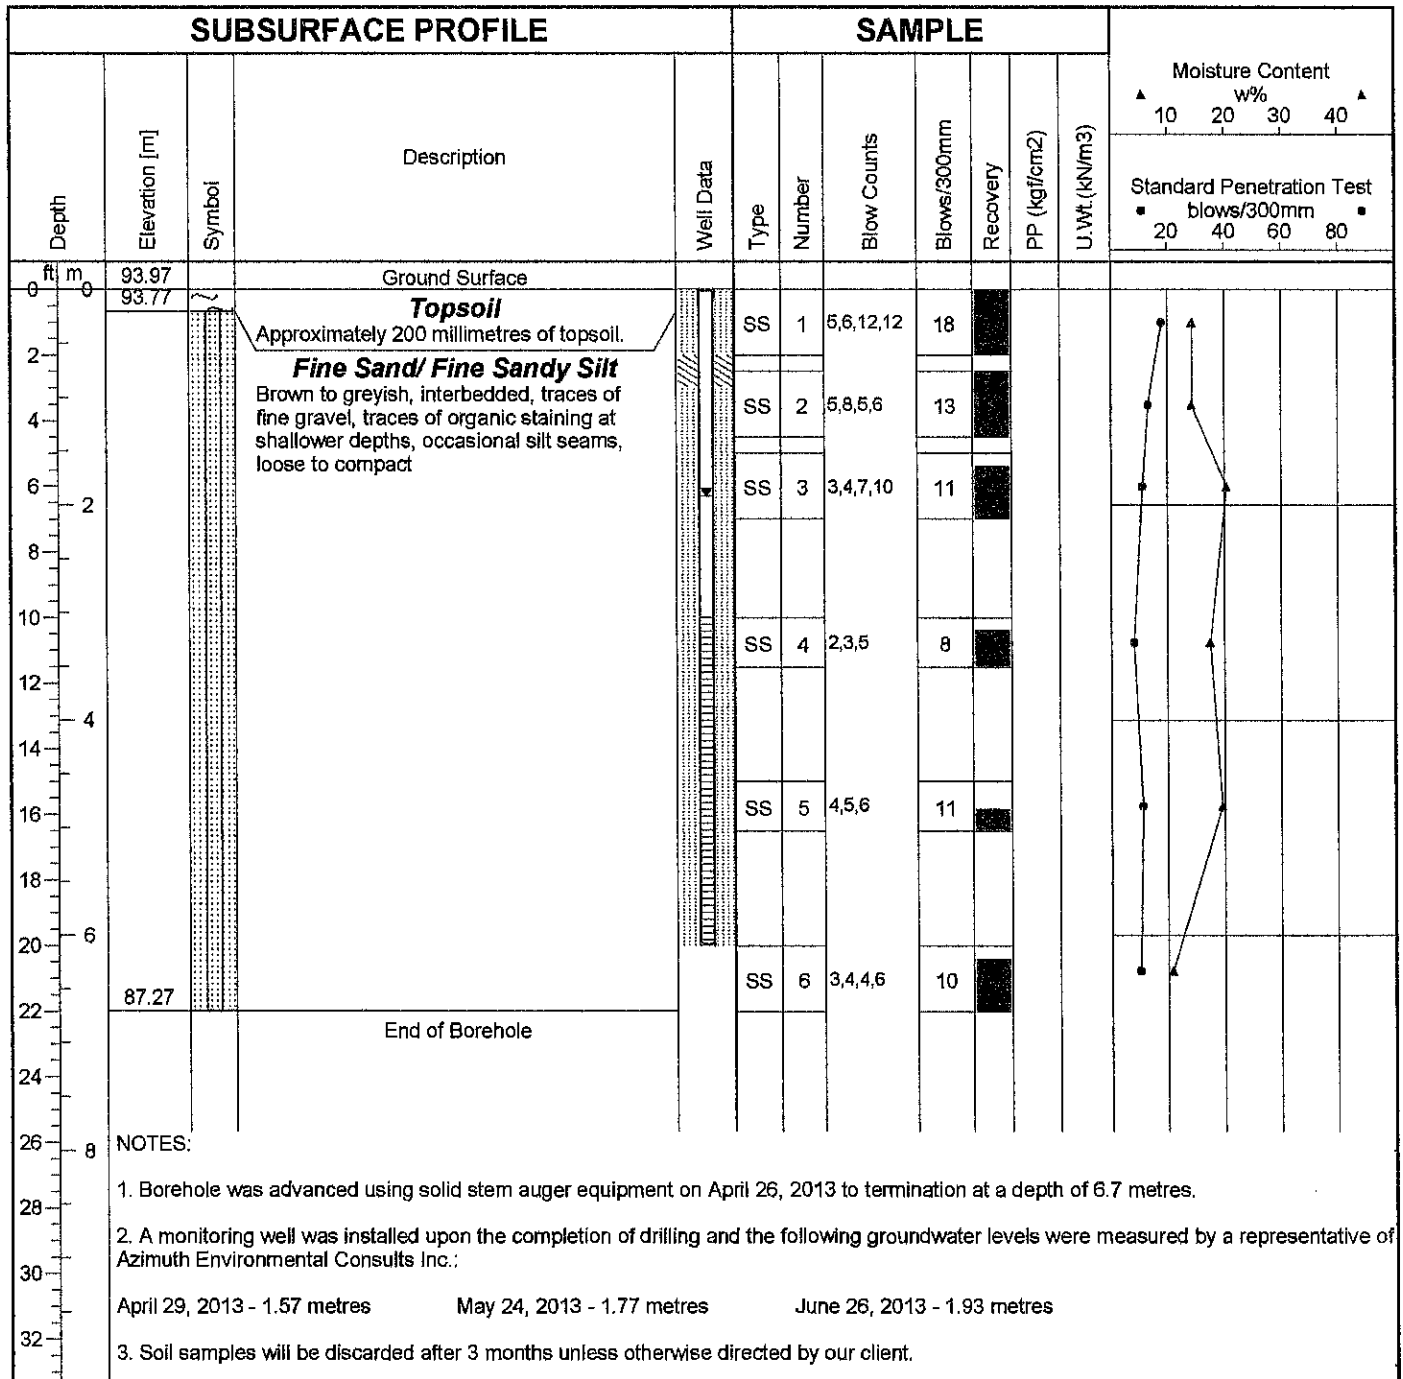 SUBSURFACE PROFILE
SAMPLE
Depth
Elevation [m]
Symbol
Description
Well Data
Type
Number
Blow Counts
Blows/300mm
Recovery
PP (kgf/cm2)
U.Wt.(kN/m3)
Moisture Content
w%
10 20 30 40
Standard Penetration Test
blows/300mm
20 40 60 80
ft m
93.97
Ground Surface
0 0
93.77
Topsoil
Approximately 200 millimetres of topsoil.
SS 1 5,6,12,12 18
2
Fine Sand/ Fine Sandy Silt
Brown to greyish, interbedded, traces of
fine gravel, traces of organic staining at
shallower depths, occasional silt seams,
loose to compact
SS 2 5,8,5,6 13
4
6
SS 3 3,4,7,10 11
2
8
10
SS 4 2,3,5 8
12
4
14
16
SS 5 4,5,6 11
18
20
6
SS 6 3,4,4,6 10
87.27
22
End of Borehole
24
26
8
NOTES:
1. Borehole was advanced using solid stem auger equipment on April 26, 2013 to termination at a depth of 6.7 metres.
28
2. A monitoring well was installed upon the completion of drilling and the following groundwater levels were measured by a representative of
Azimuth Environmental Consults Inc.:
30
April 29, 2013 - 1.57 metres May 24, 2013 - 1.77 metres June 26, 2013 - 1.93 metres
32
3. Soil samples will be discarded after 3 months unless otherwise directed by our client.